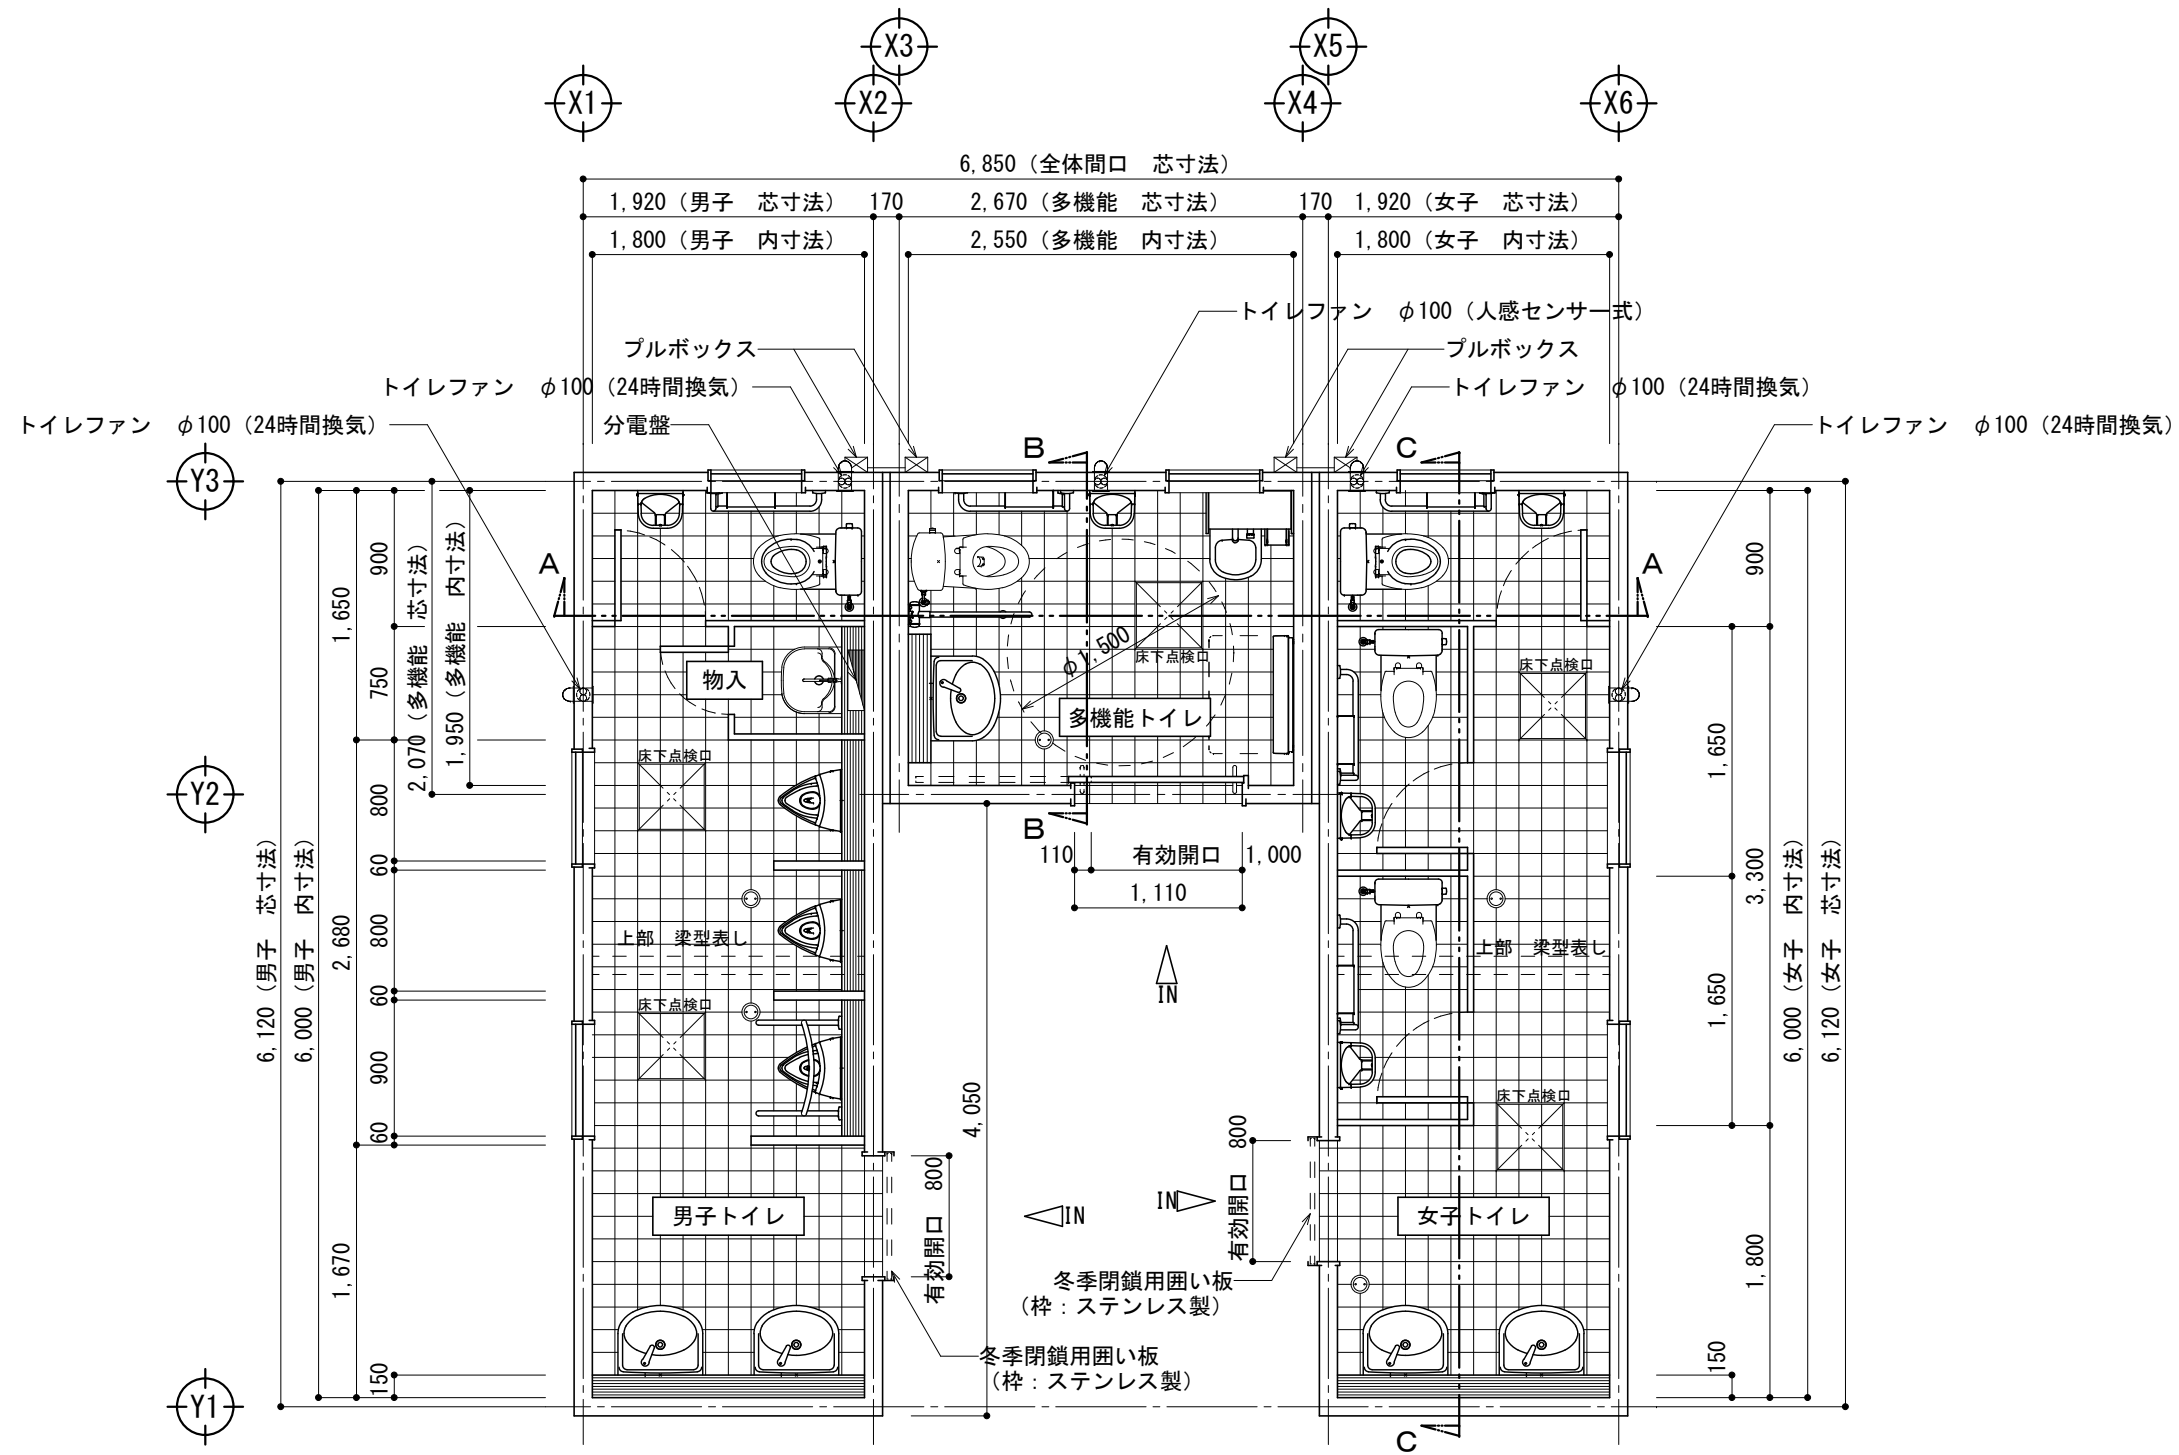 X3
X5
X1
X2
X4
X6
6,850（全体間口　芯寸法）
1,920（男子　芯寸法）
170
2,670（多機能　芯寸法）
170
1,920（女子　芯寸法）
1,800（男子　内寸法）
2,550（多機能　内寸法）
1,800（女子　内寸法）
トイレファン　φ100（人感センサー式）
プルボックス
プルボックス
トイレファン　φ100（24時間換気）
トイレファン　φ100（24時間換気）
トイレファン　φ100（24時間換気）
分電盤
トイレファン　φ100（24時間換気）
B
C
Y3
A
A
900
1,650
2,070（多機能　芯寸法）
1,950（多機能　内寸法）
900
750
物入
φ1,500
床下点検口
床下点検口
多機能トイレ
床下点検口
Y2
800
1,650
B
110
有効開口　1,000
1,110
60
6,120（男子　芯寸法）
6,000（男子　内寸法）
2,680
800
上部　梁型表し
上部　梁型表し
3,300
6,000（女子　内寸法）
6,120（女子　芯寸法）
60
床下点検口
IN
1,650
900
4,050
床下点検口
60
有効開口　800
有効開口　800
男子トイレ
IN
IN
女子トイレ
1,670
1,800
冬季閉鎖用囲い板
（枠：ステンレス製）
冬季閉鎖用囲い板
（枠：ステンレス製）
150
150
Y1
C